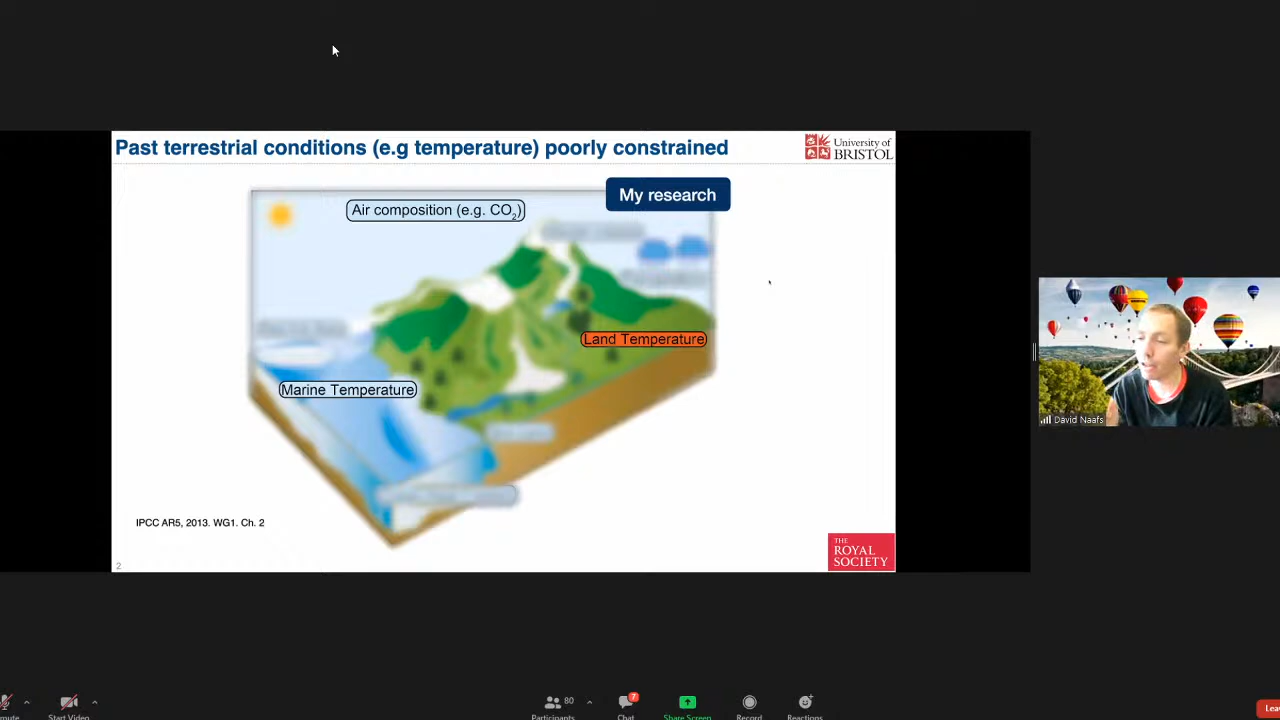 Past terrestrial conditions (e.g temperature) poorly constrained
University of
BRISTOL
My research
Air composition (e.g. CO2)
Land Temperature
Marine Temperature
IPCC AR5, 2013. WG1. Ch. 2
2
THE
ROYAL
SOCIETY
David Naafs
Start Video
80
Participants
7
Chat
Share Screen
Record
Reactions